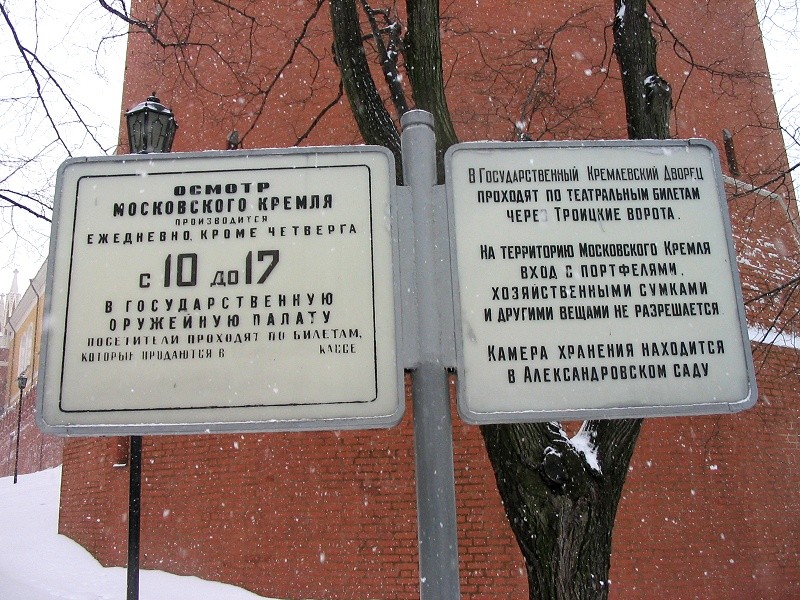 ОСМОТР
МОСКОВСКОГО КРЕМЛЯ
ПРОИЗВОДИТСЯ
ЕЖЕДНЕВНО, КРОМЕ ЧЕТВЕРГА
С 10 ДО 17
В ГОСУДАРСТВЕННУЮ
ОРУЖЕЙНУЮ ПАЛАТУ
ПОСЕТИТЕЛИ ПРОХОДЯТ ПО БИЛЕТАМ,
КОТОРЫЕ ПРОДАЮТСЯ В КАССЕ
В ГОСУДАРСТВЕННЫЙ КРЕМЛЕВСКИЙ ДВОРЕЦ
ПРОХОДЯТ ПО ТЕАТРАЛЬНЫМ БИЛЕТАМ
ЧЕРЕЗ ТРОИЦКИЕ ВОРОТА.
НА ТЕРРИТОРИЮ МОСКОВСКОГО КРЕМЛЯ
ВХОД С ПОРТФЕЛЯМИ,
ХОЗЯЙСТВЕННЫМИ СУМКАМИ
И ДРУГИМИ ВЕЩАМИ НЕ РАЗРЕШАЕТСЯ.
КАМЕРА ХРАНЕНИЯ НАХОДИТСЯ
В АЛЕКСАНДРОВСКОМ САДУ